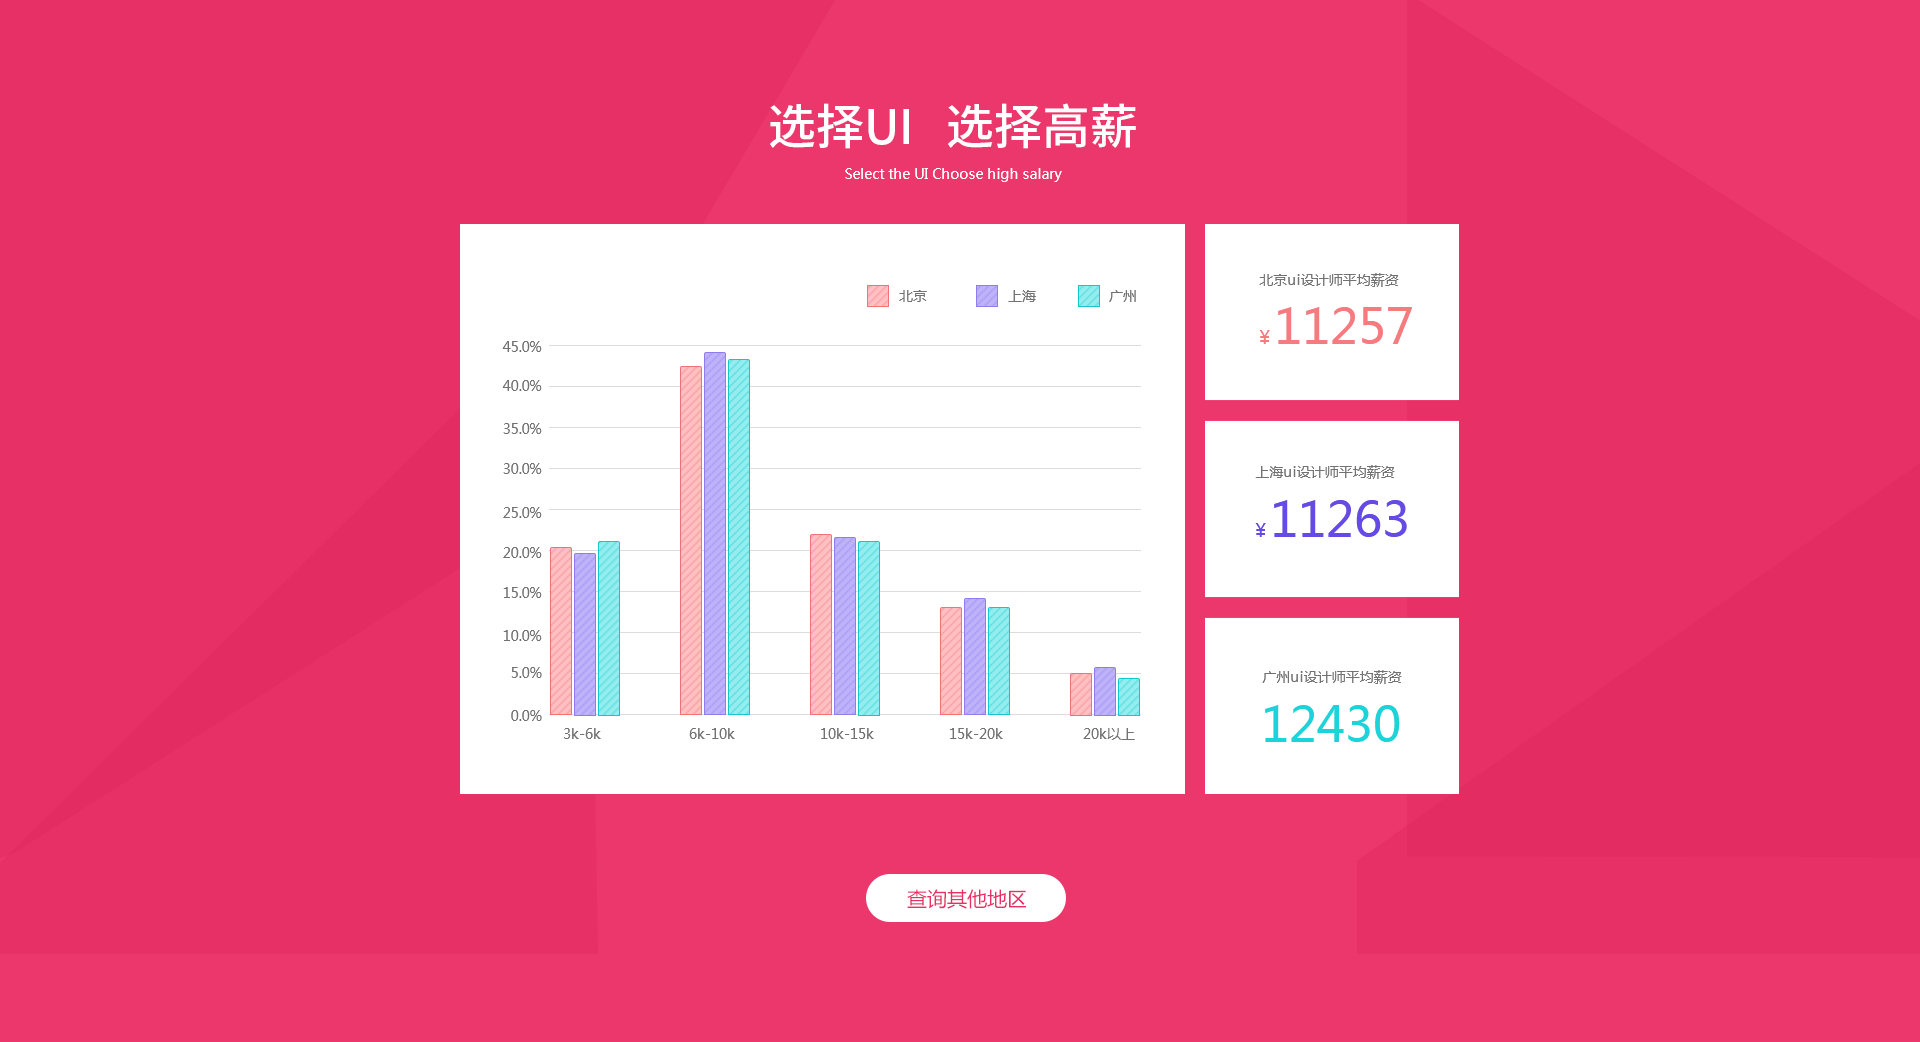 选择UI 选择高薪
Select the UI Choose high salary
北京 上海 广州
45.0%
40.0%
35.0%
30.0%
25.0%
20.0%
15.0%
10.0%
5.0%
0.0%
3k-6k 6k-10k 10k-15k 15k-20k 20k以上
北京ui设计师平均薪资
¥11257
上海ui设计师平均薪资
¥11263
广州ui设计师平均薪资
12430
查询其他地区